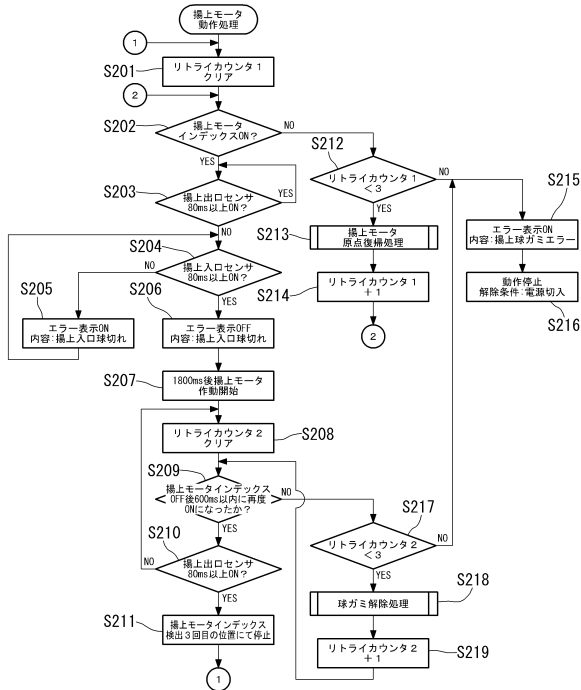 揚上モータ
動作処理
1
S201
リトライカウンタ1
クリア
2
S202
揚上モータ
インデックスON?
NO
YES
S203
揚上出口センサ
80ms以上ON?
YES
NO
S204
揚上入口センサ
80ms以上ON?
NO
YES
S205
エラー表示ON
内容:揚上入口球切れ
S206
エラー表示OFF
内容:揚上入口球切れ
S207
1800ms後揚上モータ
作動開始
S208
リトライカウンタ2
クリア
S209
揚上モータインデックス
OFF後600ms以内に再度
ONになったか?
NO
YES
S210
揚上出口センサ
80ms以上ON?
NO
YES
S211
揚上モータインデックス
検出3回目の位置にて停止
1
S212
リトライカウンタ1
<3
NO
YES
S213
揚上モータ
原点復帰処理
S214
リトライカウンタ1
+1
2
S215
エラー表示ON
内容:揚上球ガミエラー
動作停止
解除条件:電源切入
S216
S217
リトライカウンタ2
<3
NO
YES
S218
球ガミ解除処理
S219
リトライカウンタ2
+1